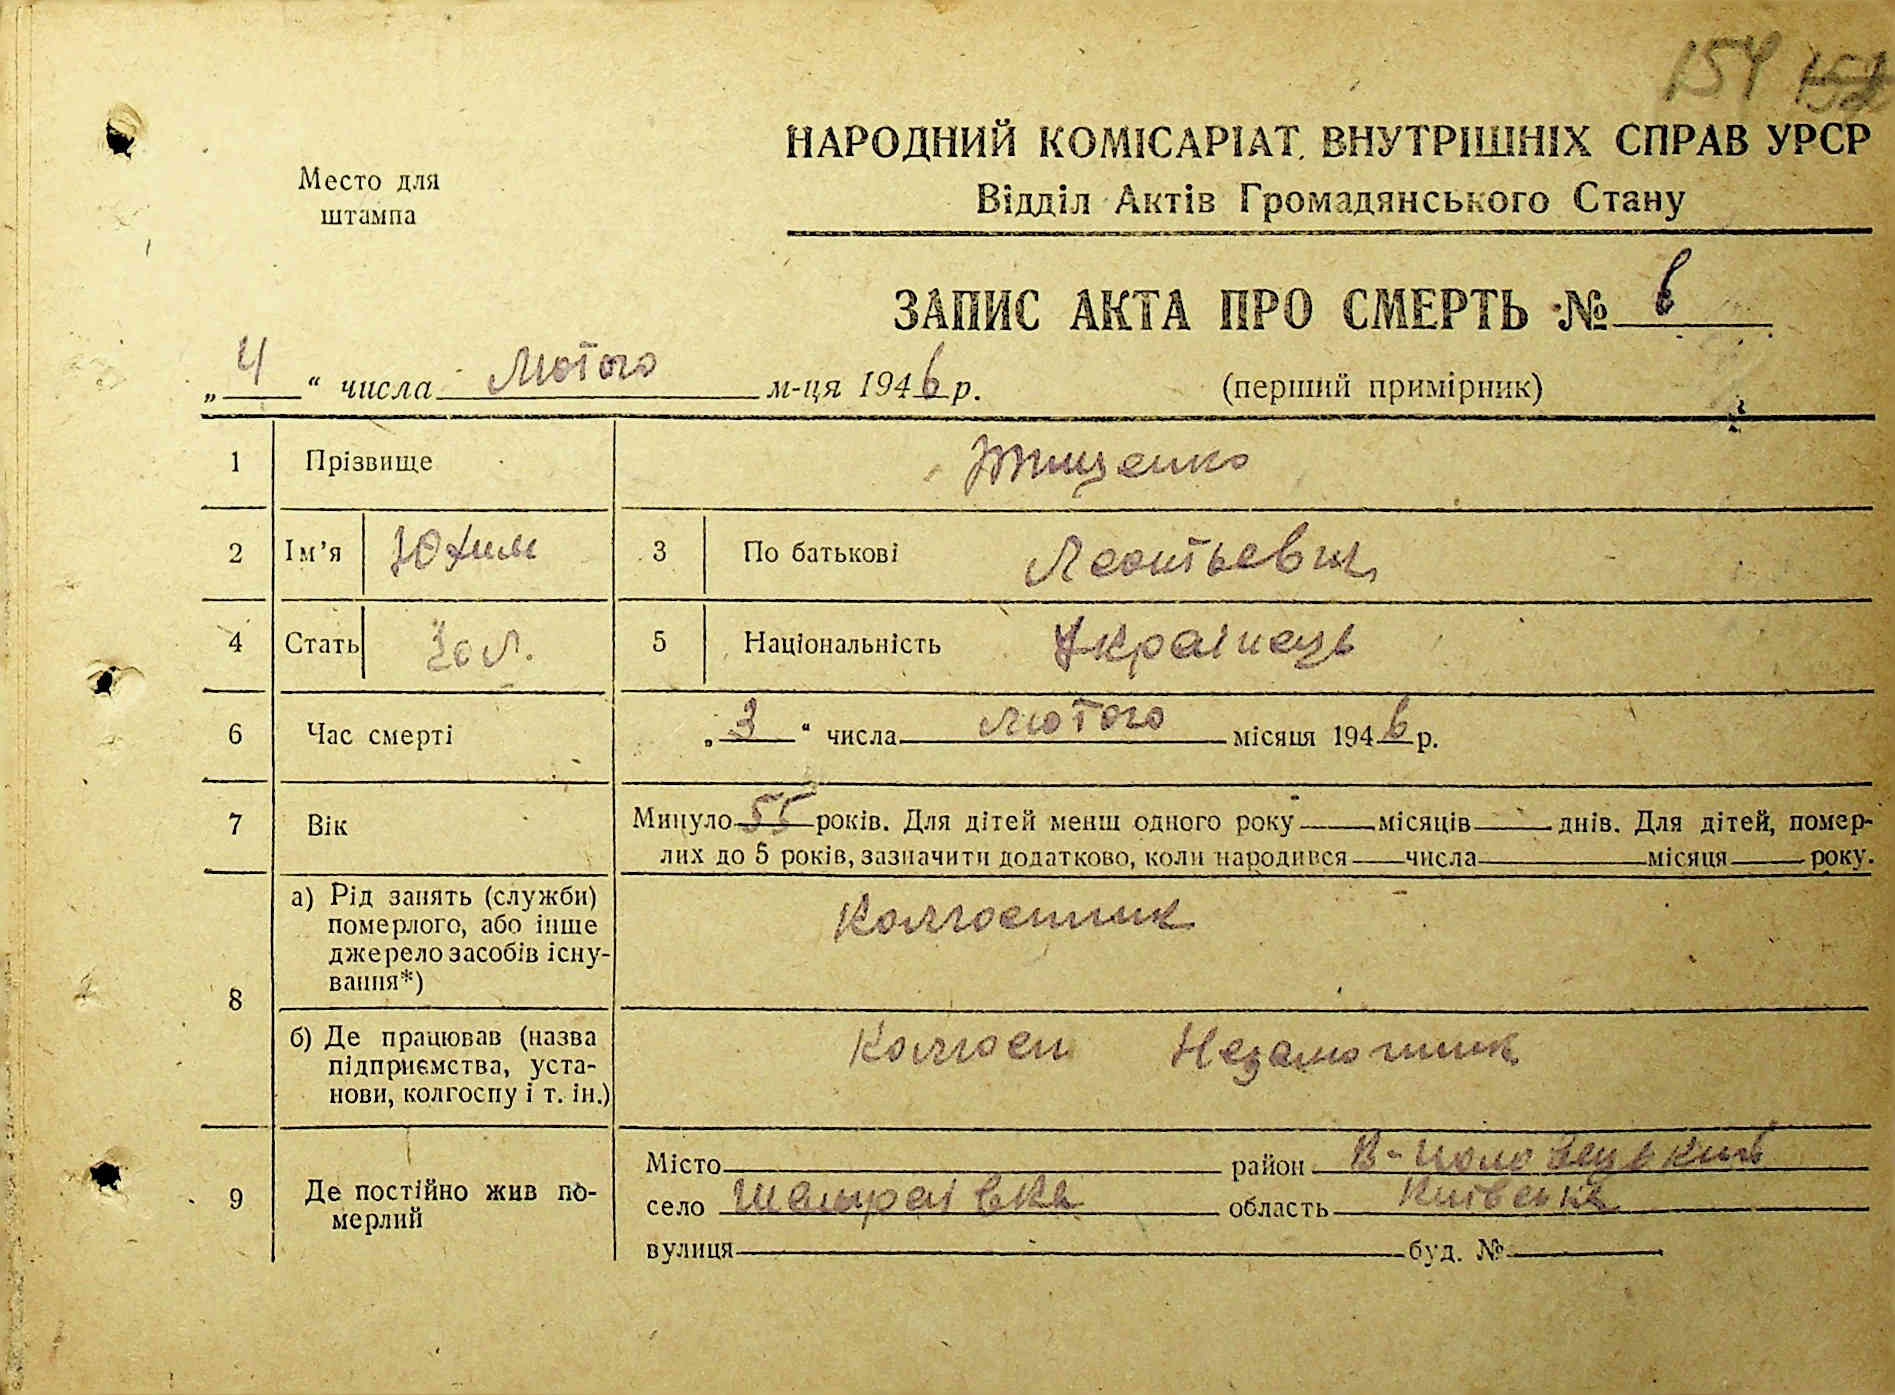 154 152
Место для
штампа
НАРОДНИЙ КОМІСАРІАТ ВНУТРІШНІХ СПРАВ УРСР
Відділ Актів Громадянського Стану
ЗАПИС АКТА ПРО СМЕРТЬ № 6
„ 4 “ числа Лютого м-ця 1946 р. (перший примірник)
1 Прізвище Тищенко
2 Ім’я Юхим 3 По батькові Леонтьевич
4 Стать чол. 5 Національність Українець
6 Час смерті „ 3 “ числа лютого місяця 1946 р.
7 Вік Минуло 55 років. Для дітей менш одного року місяців днів. Для дітей, помер-
лих до 5 років, зазначити додатково, коли народився числа місяця року.
8 а) Рід занять (служби)
померлого, або інше
джерело засобів існу-
вання*)
Колгоспник
б) Де працював (назва
підприємства, уста-
нови, колгоспу і т. ін.)
Колгосп Незаможник
9 Де постійно жив по-
мерлий
Місто район В-Половецький
село Шамраївка область Київська
вулиця буд. №